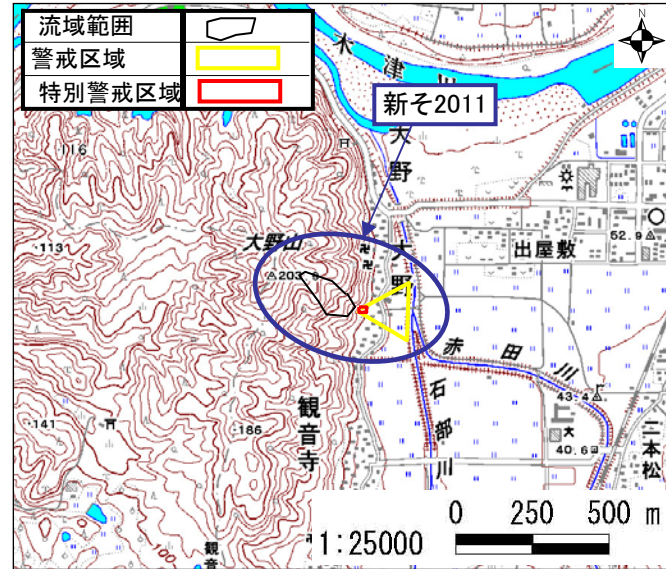 流域範囲
警戒区域
特別警戒区域
N
木津川
新そ2011
大野
116
52.9
出屋敷
大野山
大野
113
203.6
赤田川
43.4
観音寺
石部川
大
141
186
40.6
二本松
100
観音
0 250 500 m
1:25000